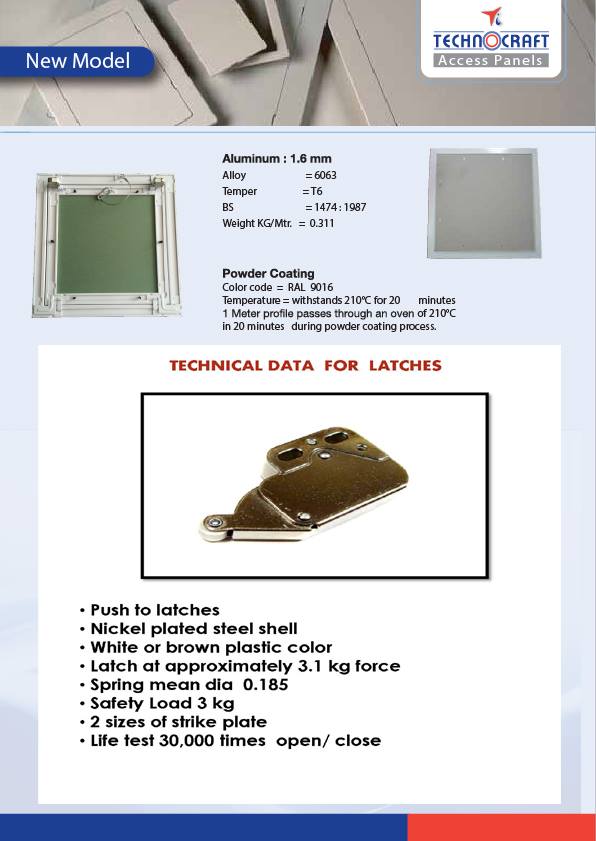 New Model
TECHNOCRAFT
Access Panels
Aluminum : 1.6 mm
Alloy = 6063
Temper = T6
BS = 1474 : 1987
Weight KG/Mtr. = 0.311
Powder Coating
Color code = RAL 9016
Temperature = withstands 210ºC for 20 minutes
1 Meter profile passes through an oven of 210ºC
in 20 minutes during powder coating process.
TECHNICAL DATA FOR LATCHES
• Push to latches
• Nickel plated steel shell
• White or brown plastic color
• Latch at approximately 3.1 kg force
• Spring mean dia 0.185
• Safety Load 3 kg
• 2 sizes of strike plate
• Life test 30,000 times open/ close